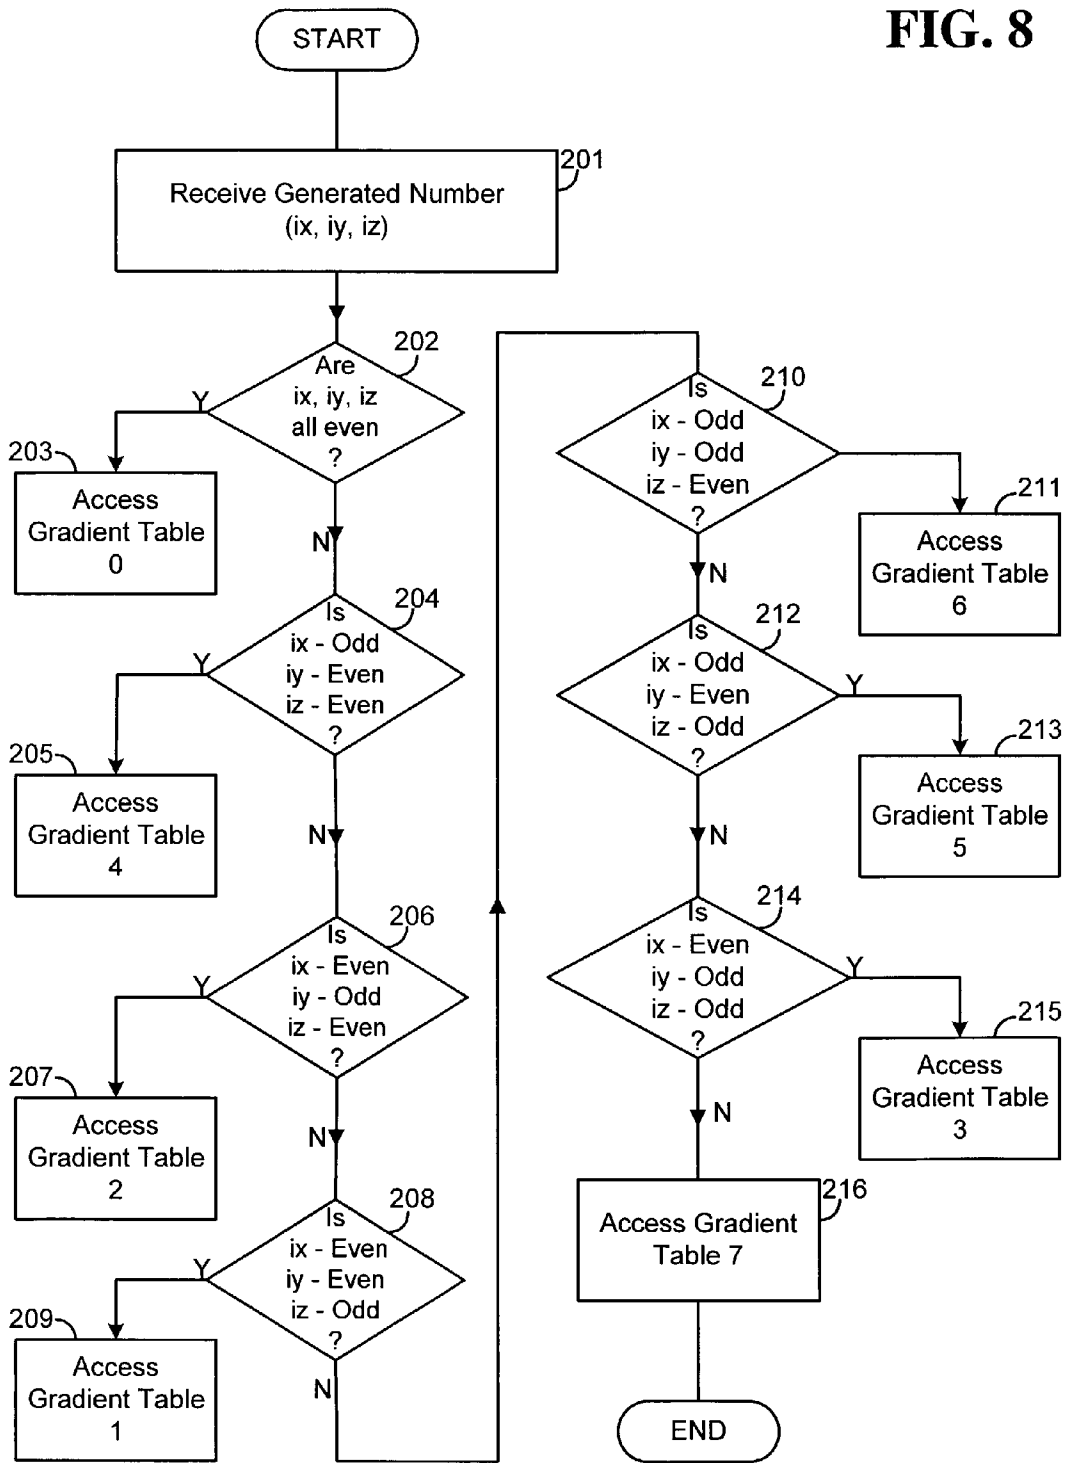 FIG. 8
START
201
Receive Generated Number
(ix, iy, iz)
202
Are
ix, iy, iz
all even
?
Y
N
203
Access
Gradient Table
0
204
Is
ix - Odd
iy - Even
iz - Even
?
Y
N
205
Access
Gradient Table
4
206
Is
ix - Even
iy - Odd
iz - Even
?
Y
N
207
Access
Gradient Table
2
208
Is
ix - Even
iy - Even
iz - Odd
?
Y
N
209
Access
Gradient Table
1
210
Is
ix - Odd
iy - Odd
iz - Even
?
N
211
Access
Gradient Table
6
212
Is
ix - Odd
iy - Even
iz - Odd
?
Y
N
213
Access
Gradient Table
5
214
Is
ix - Even
iy - Odd
iz - Odd
?
Y
N
215
Access
Gradient Table
3
216
Access Gradient
Table 7
END